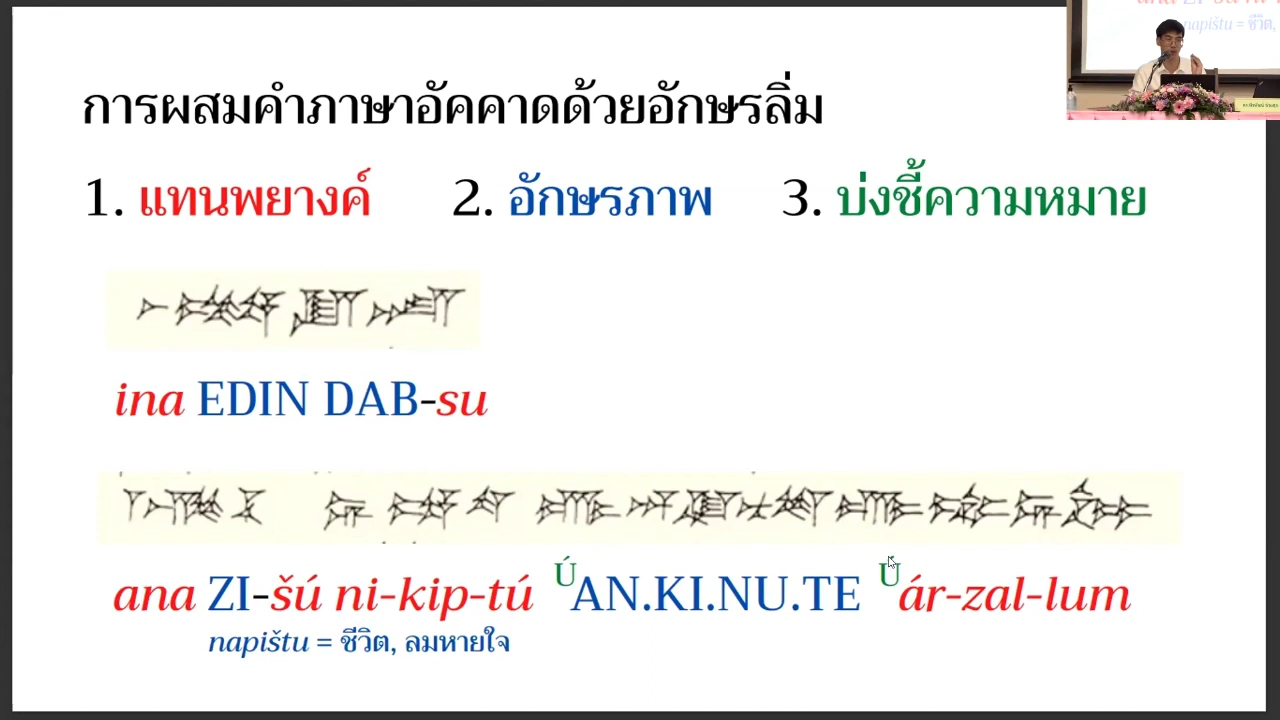 การผสมคำภาษาอัคคาดด้วยอักษรลิ่ม
1. แทนพยางค์ 2. อักษรภาพ 3. บ่งชี้ความหมาย
ina EDIN DAB-su
ana ZI-šú ni-kip-tú ÚAN.KI.NU.TE Úár-zal-lum
napištu = ชีวิต, ลมหายใจ
napištu = ชีวิต,